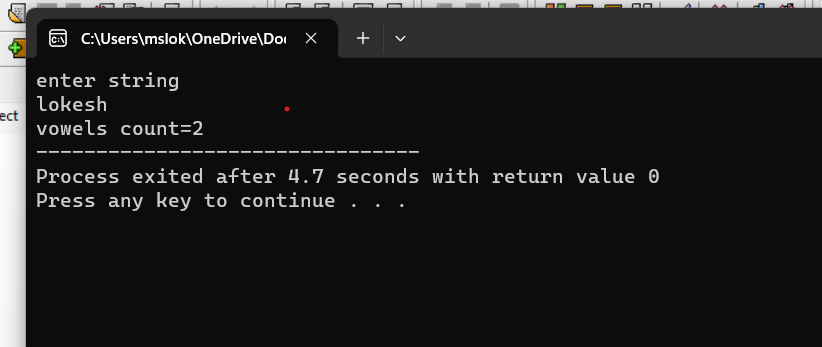 C:\Users\mslok\OneDrive\Doc
enter string
ect
lokesh
vowels count=2
--------------------------------
Process exited after 4.7 seconds with return value 0
Press any key to continue . . .